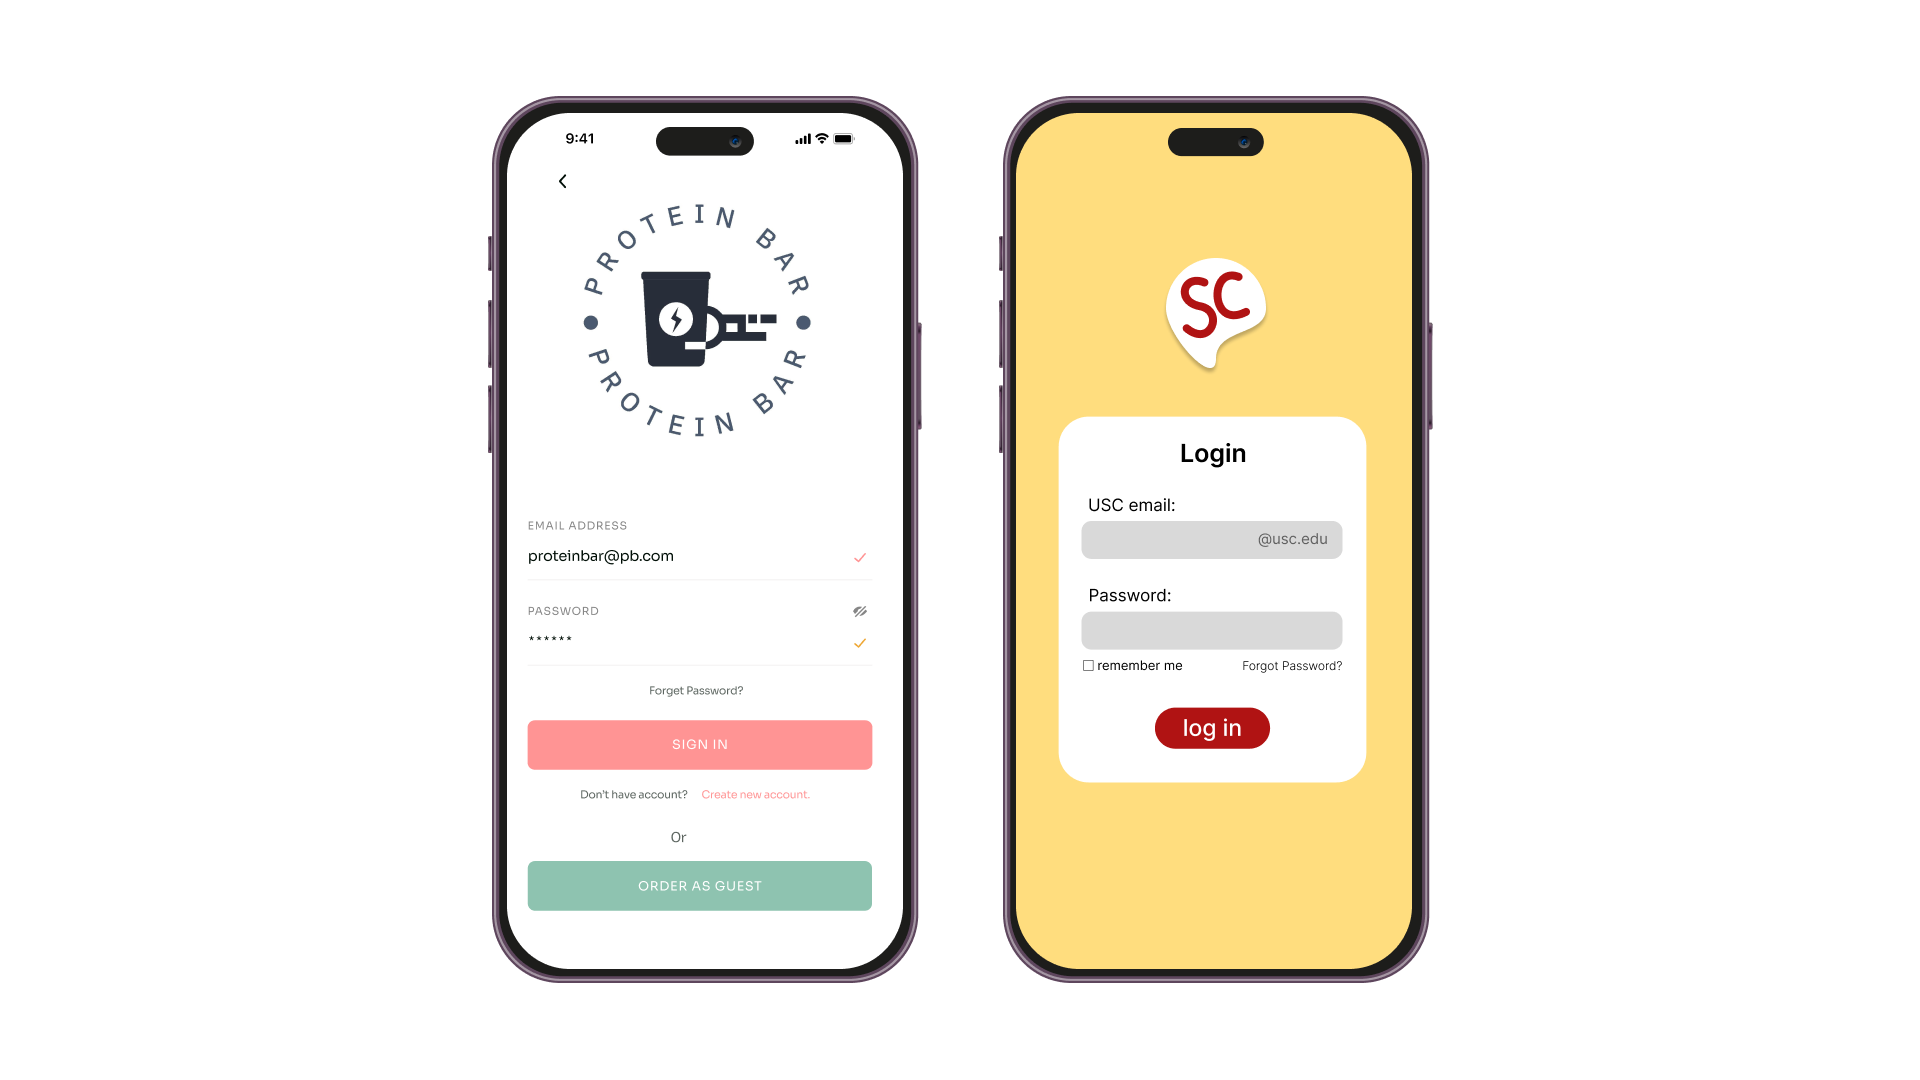 9:41
PROTEIN BAR
PROTEIN BAR
EMAIL ADDRESS
proteinbar@pb.com
PASSWORD
******
Forget Password?
SIGN IN
Don't have account? Create new account.
Or
ORDER AS GUEST
SC
Login
USC email:
@usc.edu
Password:
remember me Forgot Password?
log in